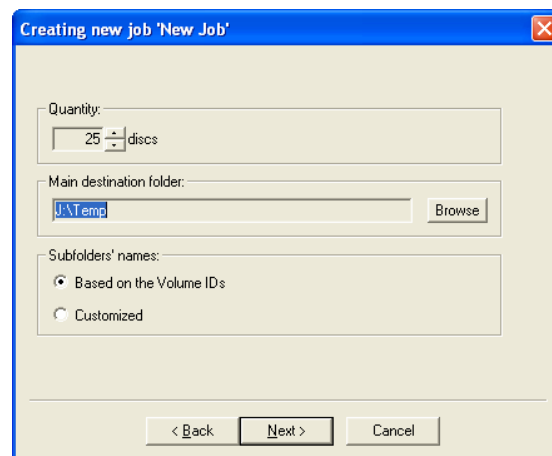 Creating new job 'New Job'
Quantity:
25 discs
Main destination folder:
J:\Temp Browse
Subfolders' names:
Based on the Volume IDs
Customized
< Back Next > Cancel